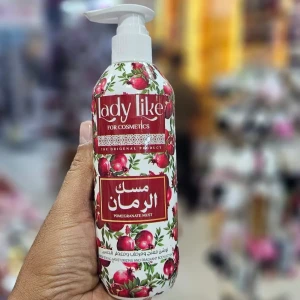 lady like
FOR COSMETICS
THE ORIGINAL PRODUCT
مسك
الرمان
POMEGRANATE MUSK